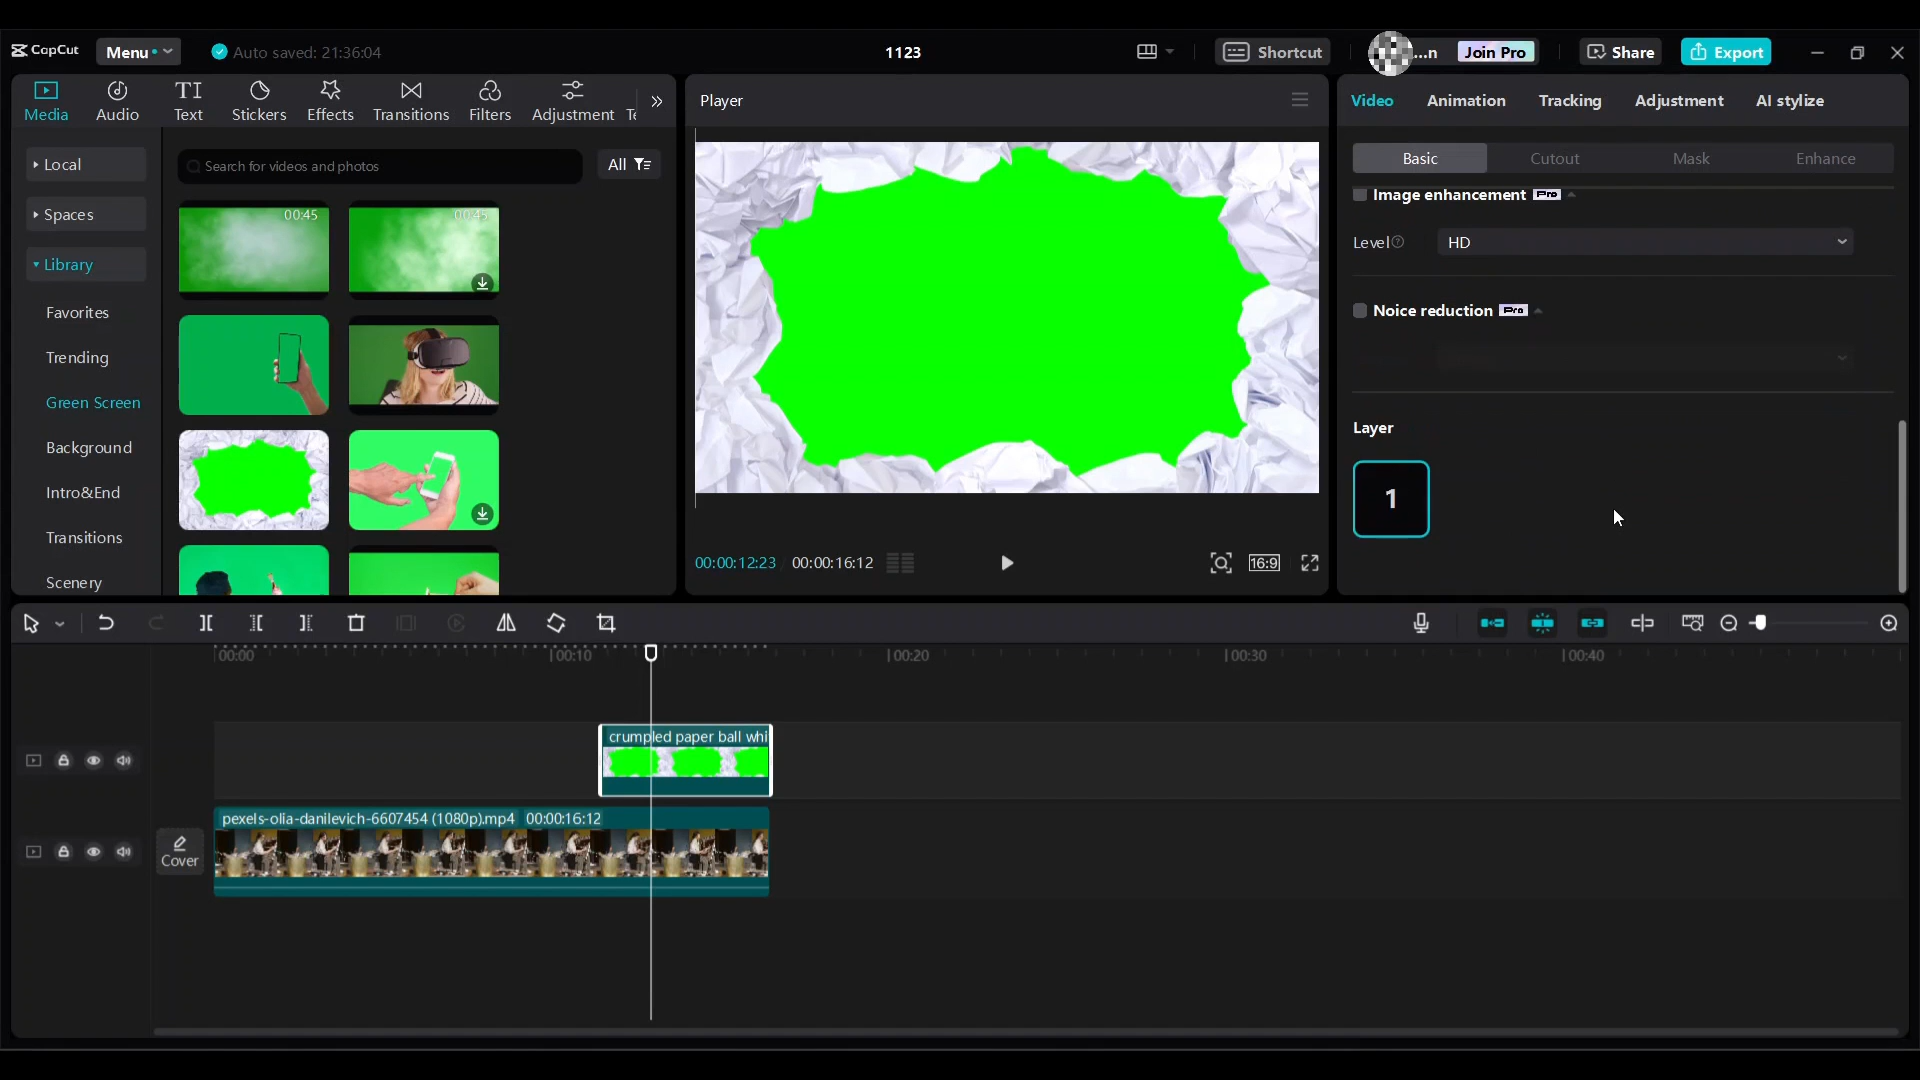 CapCut
Menu
Auto saved: 21:36:04
1123
Shortcut
...n
Join Pro
Share
Export
Media
Audio
Text
Stickers
Effects
Transitions
Filters
Adjustment
Te
Player
Video
Animation
Tracking
Adjustment
AI stylize
Local
Search for videos and photos
All
Basic
Cutout
Mask
Enhance
Spaces
00:45
00:45
Image enhancement Pro
Level
HD
Library
Favorites
Noice reduction Pro
Trending
Green Screen
Layer
Background
1
Intro&End
Transitions
Scenery
00:00:12:23
00:00:16:12
16:9
00:00
00:10
00:20
00:30
00:40
crumpled paper ball whi
pexels-olia-danilevich-6607454 (1080p).mp4 00:00:16:12
Cover